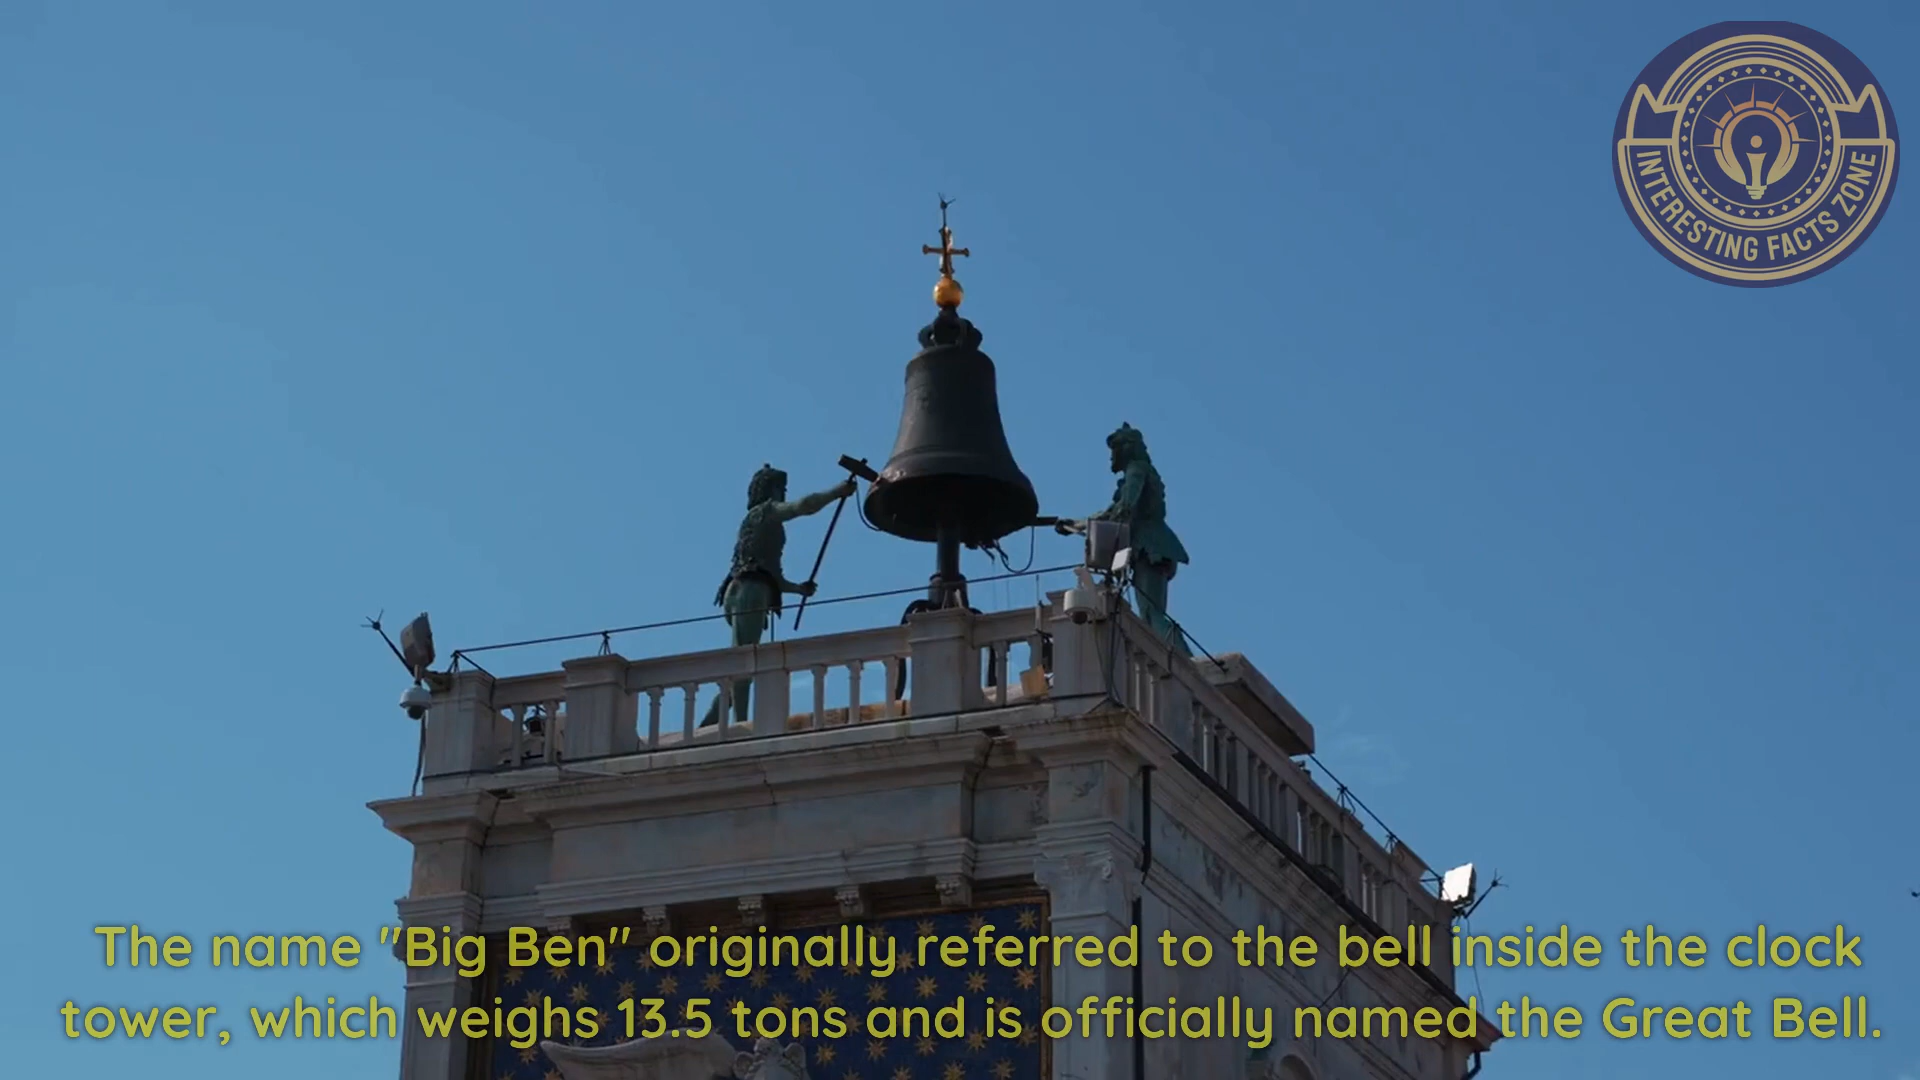 INTERESTING FACTS ZONE
The name "Big Ben" originally referred to the bell inside the clock
tower, which weighs 13.5 tons and is officially named the Great Bell.